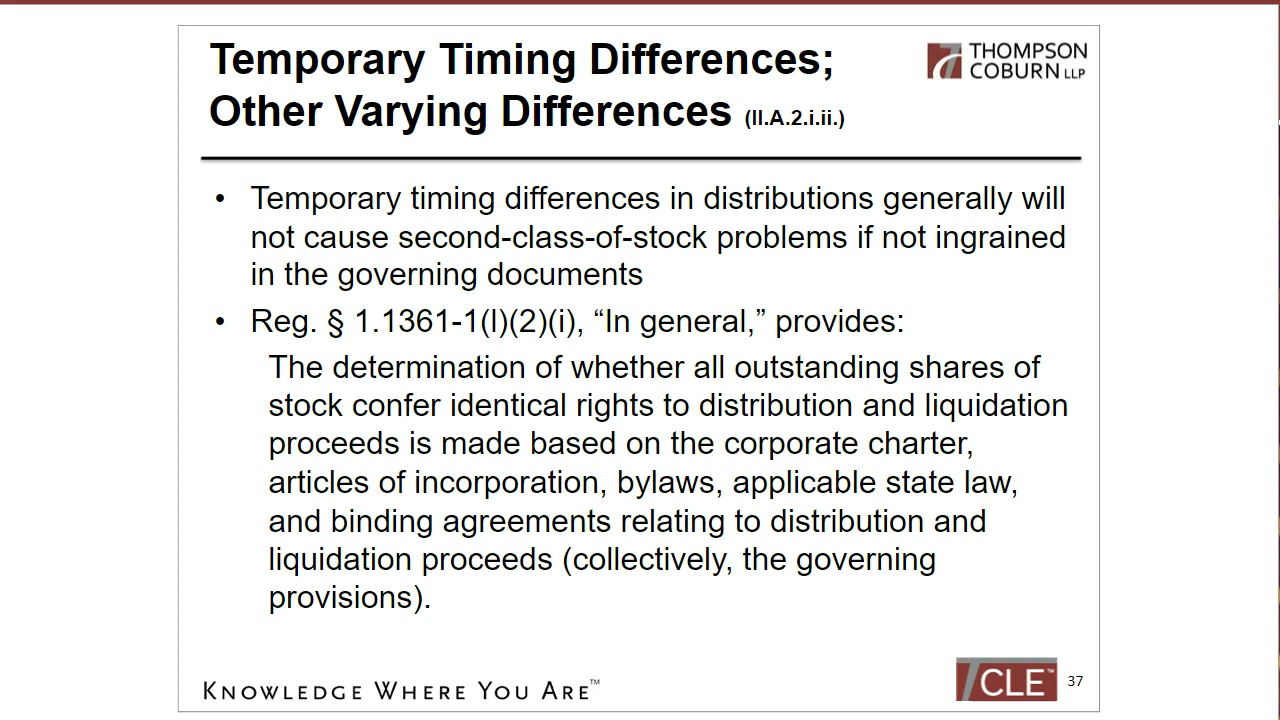 Temporary Timing Differences;
Other Varying Differences (II.A.2.i.ii.)
THOMPSON
COBURN LLP
• Temporary timing differences in distributions generally will
not cause second-class-of-stock problems if not ingrained
in the governing documents
• Reg. § 1.1361-1(l)(2)(i), “In general,” provides:
The determination of whether all outstanding shares of
stock confer identical rights to distribution and liquidation
proceeds is made based on the corporate charter,
articles of incorporation, bylaws, applicable state law,
and binding agreements relating to distribution and
liquidation proceeds (collectively, the governing
provisions).
KNOWLEDGE WHERE YOU ARE™
TCLE™ 37